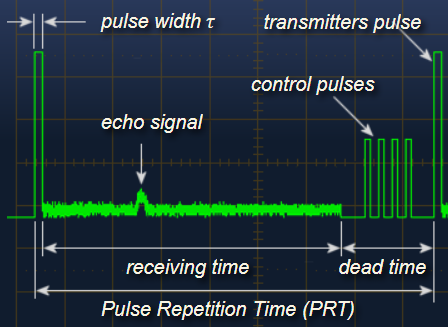 pulse width τ
transmitters pulse
control pulses
echo signal
receiving time
dead time
Pulse Repetition Time (PRT)